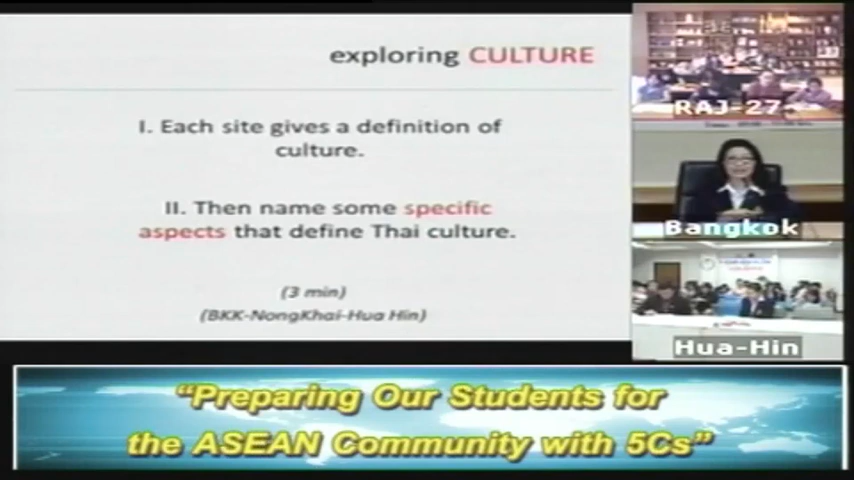 exploring CULTURE
I. Each site gives a definition of
culture.
II. Then name some specific
aspects that define Thai culture.
(3 min)
(BKK-NongKhai-Hua Hin)
RAJ-27
Bangkok
Hua-Hin
“Preparing Our Students for
the ASEAN Community with 5Cs”